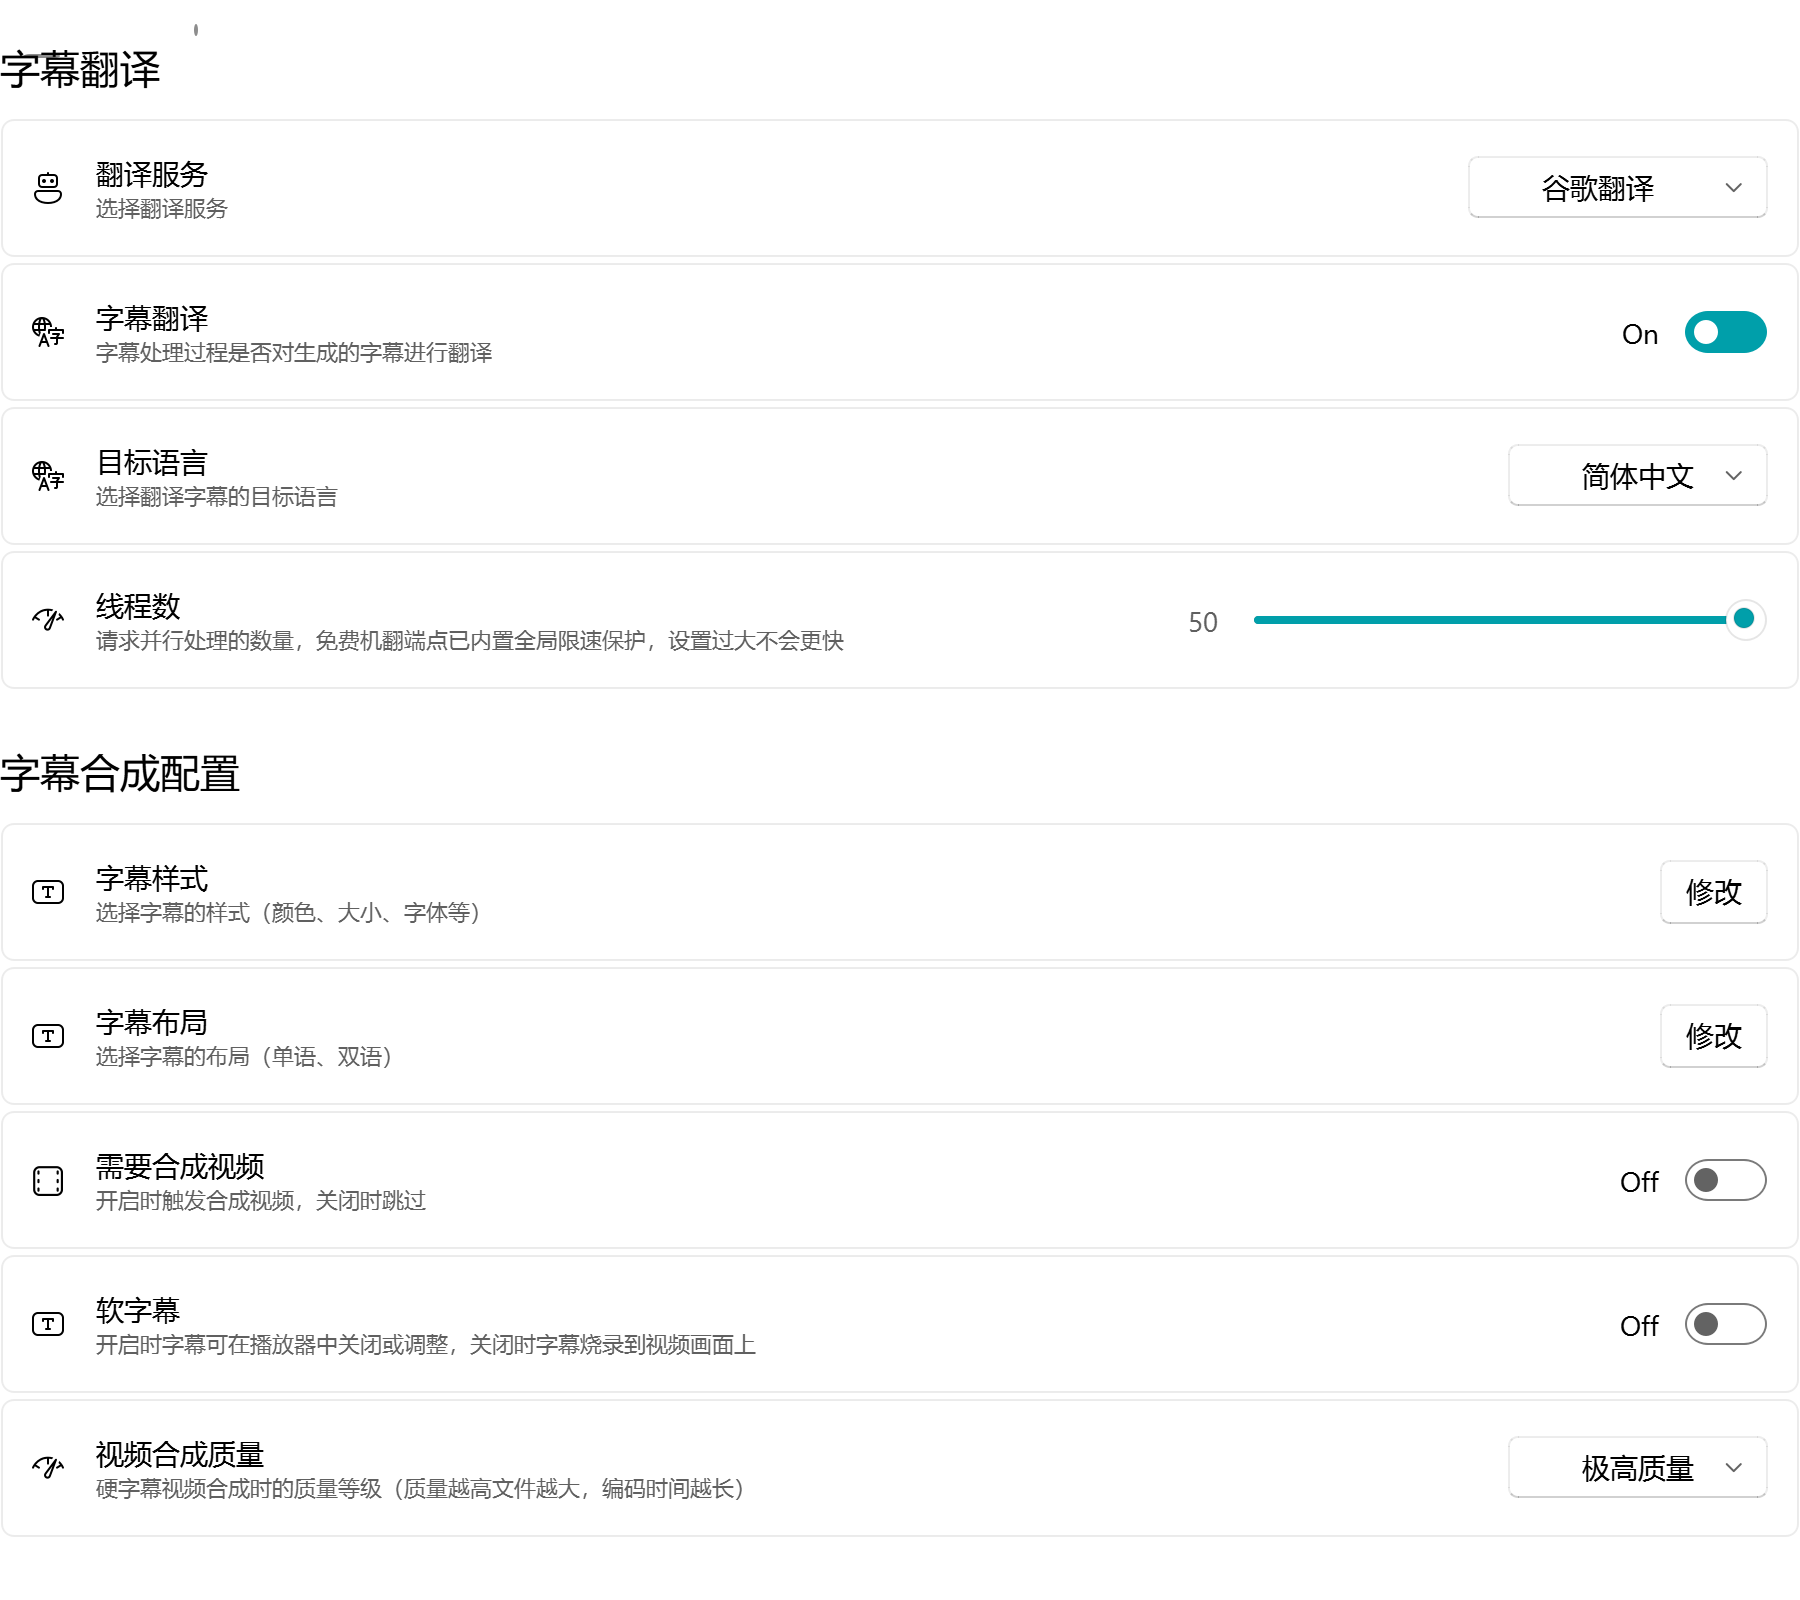 字幕翻译
翻译服务
选择翻译服务
谷歌翻译
字幕翻译
字幕处理过程是否对生成的字幕进行翻译
On
目标语言
选择翻译字幕的目标语言
简体中文
线程数
请求并行处理的数量，免费机翻端点已内置全局限速保护，设置过大不会更快
50
字幕合成配置
字幕样式
选择字幕的样式（颜色、大小、字体等）
修改
字幕布局
选择字幕的布局（单语、双语）
修改
需要合成视频
开启时触发合成视频，关闭时跳过
Off
软字幕
开启时字幕可在播放器中关闭或调整，关闭时字幕烧录到视频画面上
Off
视频合成质量
硬字幕视频合成时的质量等级（质量越高文件越大，编码时间越长）
极高质量